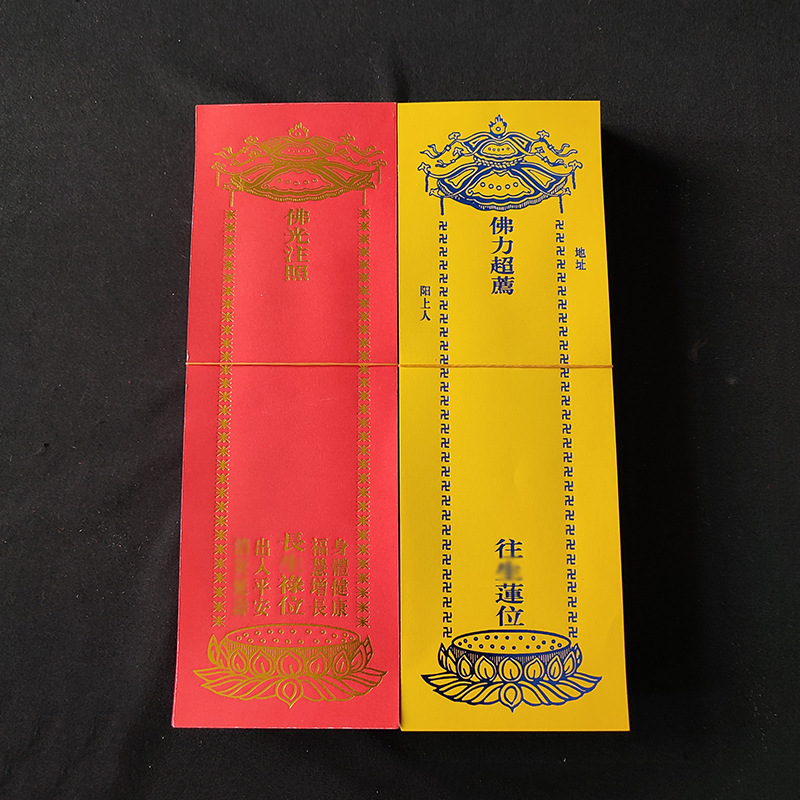 佛光注照
身體健康
福慧增長
長祿位
出入平安
佛力超薦
地址
阳上人
往生蓮位